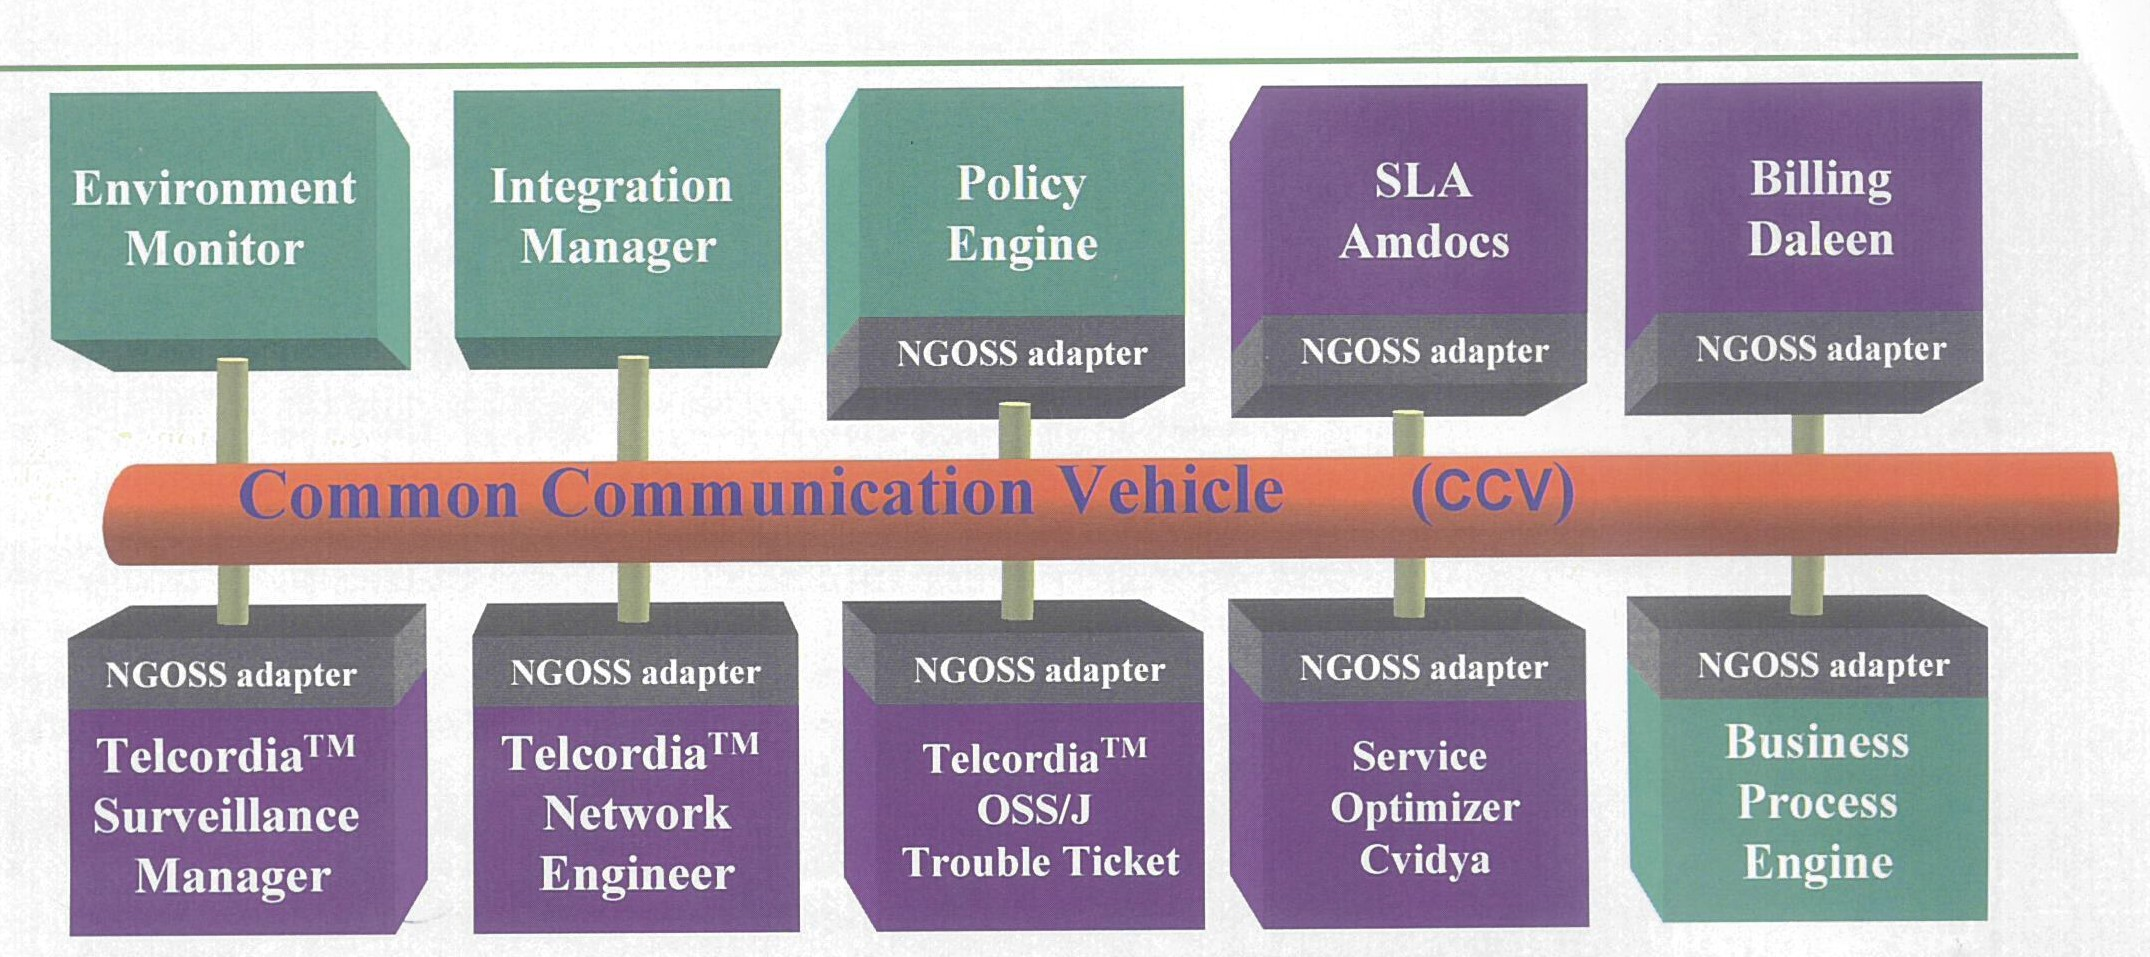 Environment
Monitor
Integration
Manager
Policy
Engine
NGOSS adapter
SLA
Amdocs
NGOSS adapter
Billing
Daleen
NGOSS adapter
Common Communication Vehicle (CCV)
NGOSS adapter
Telcordia™
Surveillance
Manager
NGOSS adapter
Telcordia™
Network
Engineer
NGOSS adapter
Telcordia™
OSS/J
Trouble Ticket
NGOSS adapter
Service
Optimizer
Cvidya
NGOSS adapter
Business
Process
Engine